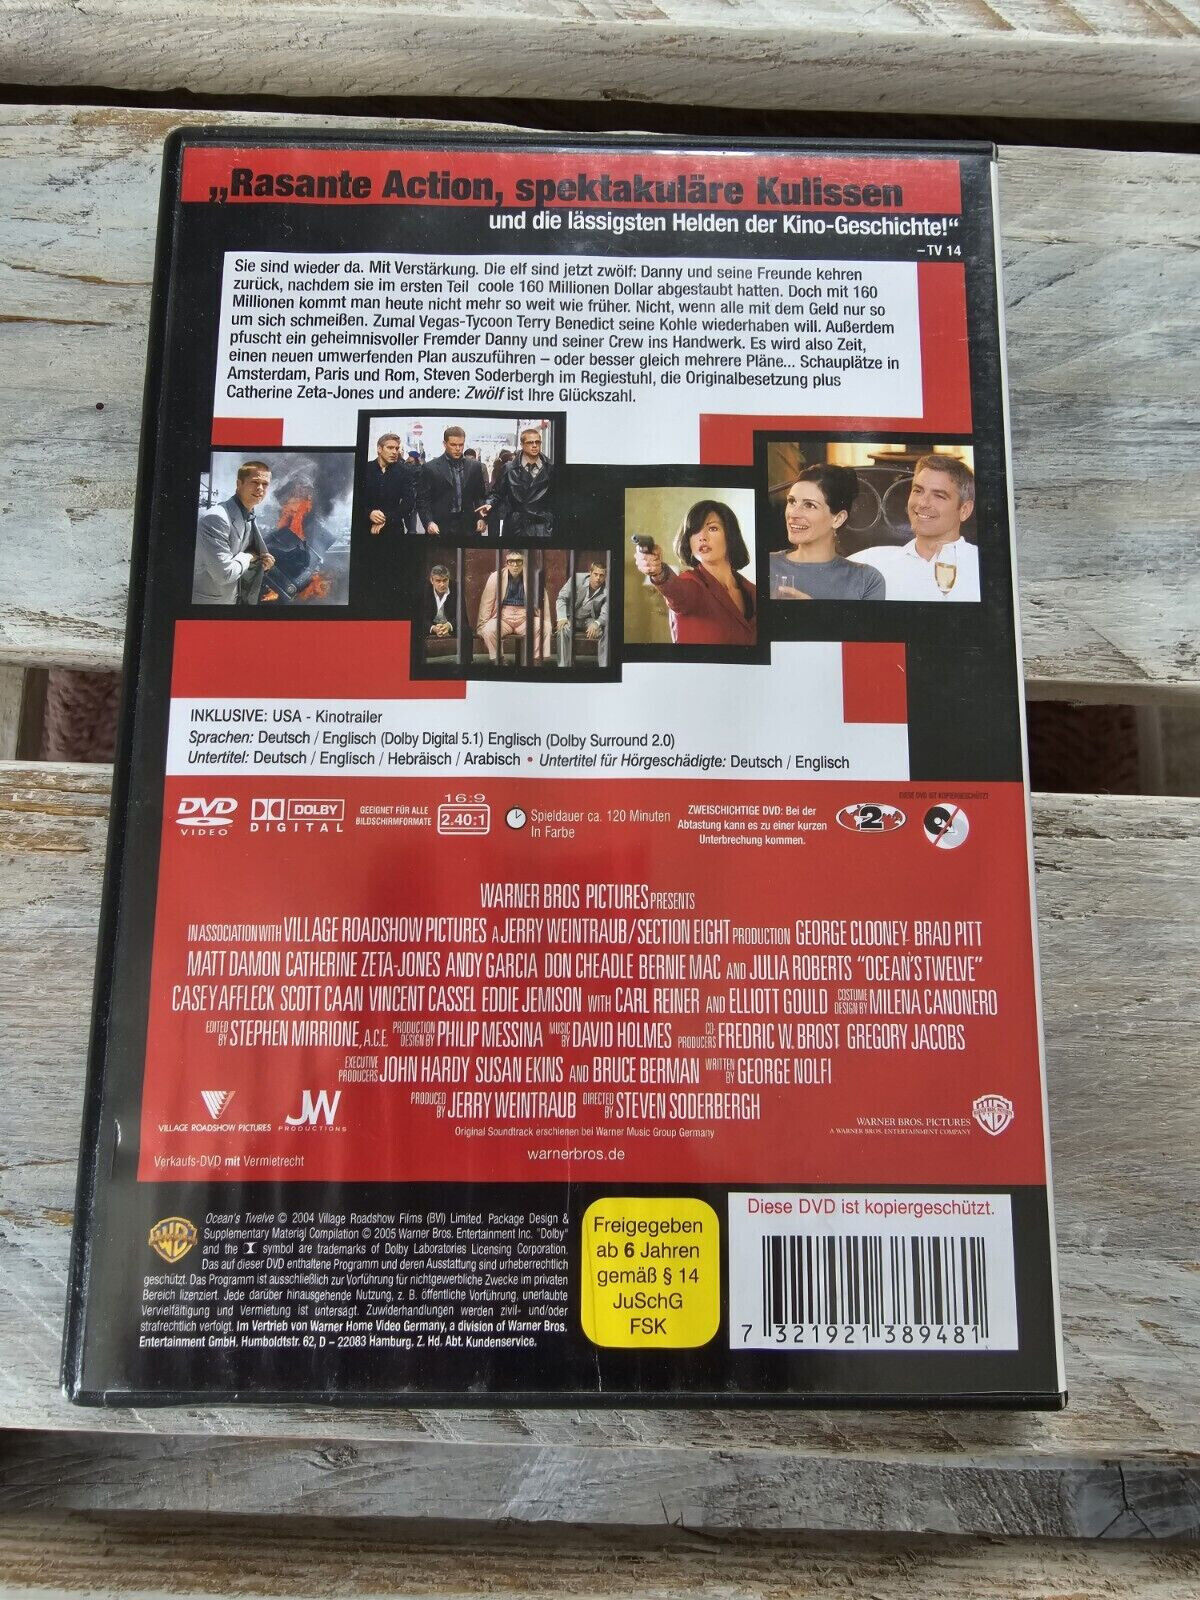 „Rasante Action, spektakuläre Kulissen
und die lässigsten Helden der Kino-Geschichte!“
– TV 14
Sie sind wieder da. Mit Verstärkung. Die elf sind jetzt zwölf: Danny und seine Freunde kehren
zurück, nachdem sie im ersten Teil coole 160 Millionen Dollar abgestaubt hatten. Doch mit 160
Millionen kommt man heute nicht mehr so weit wie früher. Nicht, wenn alle mit dem Geld nur so
um sich schmeißen. Zumal Vegas-Tycoon Terry Benedict seine Kohle wiederhaben will. Außerdem
pfuscht ein geheimnisvoller Fremder Danny und seiner Crew ins Handwerk. Es wird also Zeit,
einen neuen umwerfenden Plan auszuführen – oder besser gleich mehrere Pläne... Schauplätze in
Amsterdam, Paris und Rom, Steven Soderbergh im Regiestuhl, die Originalbesetzung plus
Catherine Zeta-Jones und andere: Zwölf ist Ihre Glückszahl.
INKLUSIVE: USA - Kinotrailer
Sprachen: Deutsch / Englisch (Dolby Digital 5.1) Englisch (Dolby Surround 2.0)
Untertitel: Deutsch / Englisch / Hebräisch / Arabisch • Untertitel für Hörgeschädigte: Deutsch / Englisch
DVD
VIDEO
DOLBY
DIGITAL
GEEIGNET FÜR ALLE
BILDSCHIRMFORMATE
16:9
2.40:1
Spieldauer ca. 120 Minuten
In Farbe
ZWEISCHICHTIGE DVD: Bei der
Abtastung kann es zu einer kurzen
Unterbrechung kommen.
2
DIESE DVD IST KOPIERGESCHÜTZT
WARNER BROS PICTURES PRESENTS
IN ASSOCIATION WITH VILLAGE ROADSHOW PICTURES A JERRY WEINTRAUB/SECTION EIGHT PRODUCTION GEORGE CLOONEY BRAD PITT
MATT DAMON CATHERINE ZETA-JONES ANDY GARCIA DON CHEADLE BERNIE MAC AND JULIA ROBERTS "OCEAN'S TWELVE"
CASEY AFFLECK SCOTT CAAN VINCENT CASSEL EDDIE JEMISON WITH CARL REINER AND ELLIOTT GOULD COSTUME DESIGN BY MILENA CANONERO
EDITED BY STEPHEN MIRRIONE, A.C.E. PRODUCTION DESIGN BY PHILIP MESSINA MUSIC BY DAVID HOLMES CO-PRODUCERS FREDRIC W. BROST GREGORY JACOBS
EXECUTIVE PRODUCERS JOHN HARDY SUSAN EKINS AND BRUCE BERMAN WRITTEN BY GEORGE NOLFI
PRODUCED BY JERRY WEINTRAUB DIRECTED BY STEVEN SODERBERGH
VILLAGE ROADSHOW PICTURES
JW
PRODUCTIONS
Original Soundtrack erschienen bei Warner Music Group Germany
WARNER BROS. PICTURES
A WARNER BROS. ENTERTAINMENT COMPANY
warnerbros.de
Verkaufs-DVD mit Vermietrecht
Ocean's Twelve © 2004 Village Roadshow Films (BVI) Limited. Package Design &
Supplementary Material Compilation © 2005 Warner Bros. Entertainment Inc. "Dolby"
and the symbol are trademarks of Dolby Laboratories Licensing Corporation.
Das auf dieser DVD enthaltene Programm und deren Ausstattung sind urheberrechtlich
geschützt. Das Programm ist ausschließlich zur Vorführung für nichtgewerbliche Zwecke im privaten
Bereich lizenziert. Jede darüber hinausgehende Nutzung, z. B. öffentliche Vorführung, unerlaubte
Vervielfältigung und Vermietung ist untersagt. Zuwiderhandlungen werden zivil- und/oder
strafrechtlich verfolgt. Im Vertrieb von Warner Home Video Germany, a division of Warner Bros.
Entertainment GmbH. Humboldtstr. 62, D – 22083 Hamburg. Z. Hd. Abt. Kundenservice.
Freigegeben
ab 6 Jahren
gemäß § 14
JuSchG
FSK
Diese DVD ist kopiergeschützt.
7 321921 389481